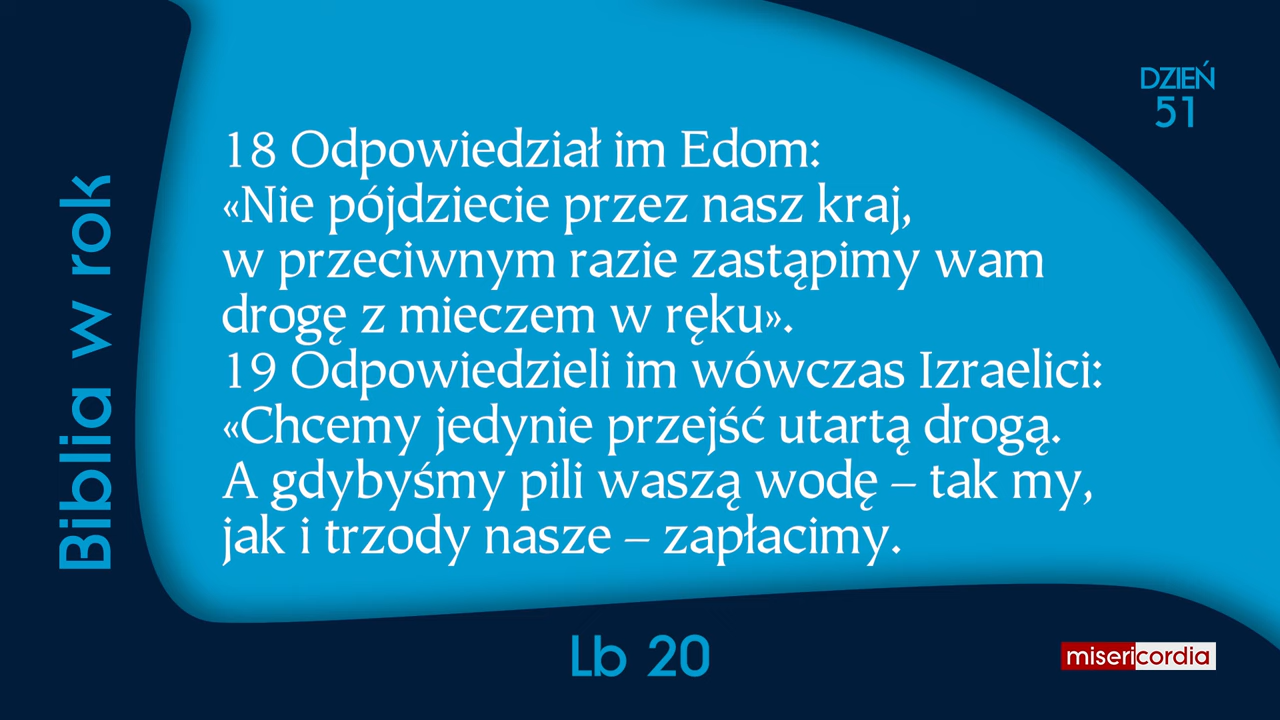 DZIEŃ
51
18 Odpowiedział im Edom:
«Nie pójdziecie przez nasz kraj,
w przeciwnym razie zastąpimy wam
drogę z mieczem w ręku».
19 Odpowiedzieli im wówczas Izraelici:
«Chcemy jedynie przejść utartą drogą.
A gdybyśmy pili waszą wodę – tak my,
jak i trzody nasze – zapłacimy.
Biblia w rok
Lb 20
misericordia